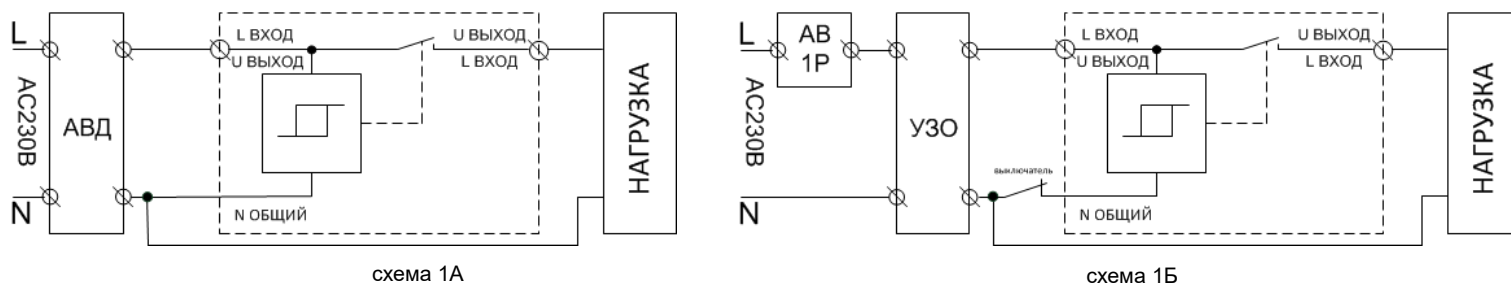 L
AC230В
N
АВД
L ВХОД
U ВЫХОД
U ВЫХОД
L ВХОД
N ОБЩИЙ
НАГРУЗКА
схема 1А
L
AC230В
N
АВ
1Р
УЗО
выключатель
L ВХОД
U ВЫХОД
U ВЫХОД
L ВХОД
N ОБЩИЙ
НАГРУЗКА
схема 1Б